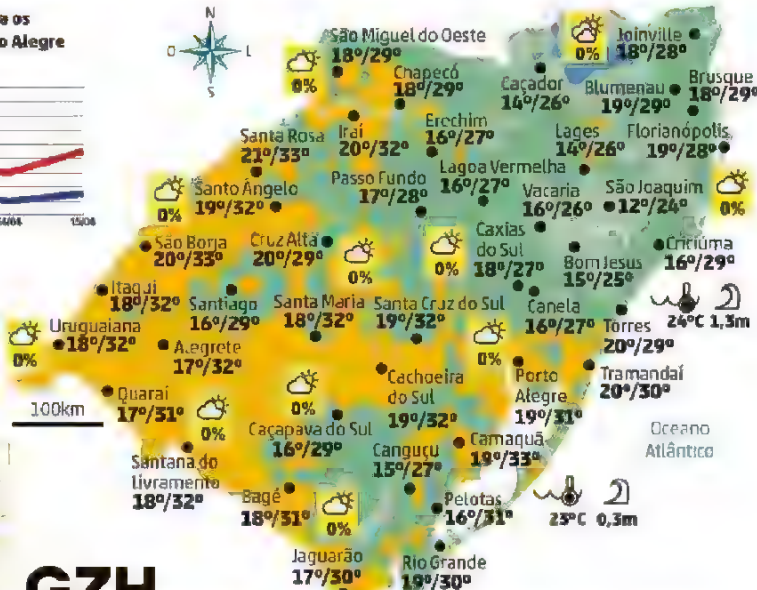 a os
o Alegre
15/08
N
O
L
S
São Miguel do Oeste
18º/29º
0%
Chapecó
18º/29º
0%
Caçador
14º/26º
Joinville
18º/28º
Blumenau
19º/29º
Brusque
18º/29º
Santa Rosa
21º/33º
Iraí
20º/32º
Erechim
16º/27º
Lages
14º/26º
Florianópolis
19º/28º
0%
Santo Ângelo
19º/32º
0%
Passo Fundo
17º/28º
Lagoa Vermelha
16º/27º
Vacaria
16º/26º
São Joaquim
12º/24º
São Borja
20º/33º
Cruz Alta
20º/29º
0%
0%
Caxias
do Sul
18º/27º
Bom Jesus
15º/25º
Criciúma
16º/29º
Itaqui
18º/32º
Santiago
16º/29º
Santa Maria
18º/32º
Santa Cruz do Sul
19º/32º
Canela
16º/27º
Torres
20º/29º
24ºC 1,3m
Uruguaiana
18º/32º
0%
Alegrete
17º/32º
0%
Quaraí
17º/31º
Cachoeira
do Sul
19º/32º
Porto
Alegre
19º/31º
Tramandaí
20º/30º
100km
0%
0%
Caçapava do Sul
16º/29º
Camaquã
19º/33º
Oceano
Atlântico
Santana do
Livramento
18º/32º
Canguçu
15º/27º
Bagé
18º/31º
0%
Pelotas
16º/31º
23ºC 0,3m
Jaguarão
17º/30º
Rio Grande
19º/30º
GZH